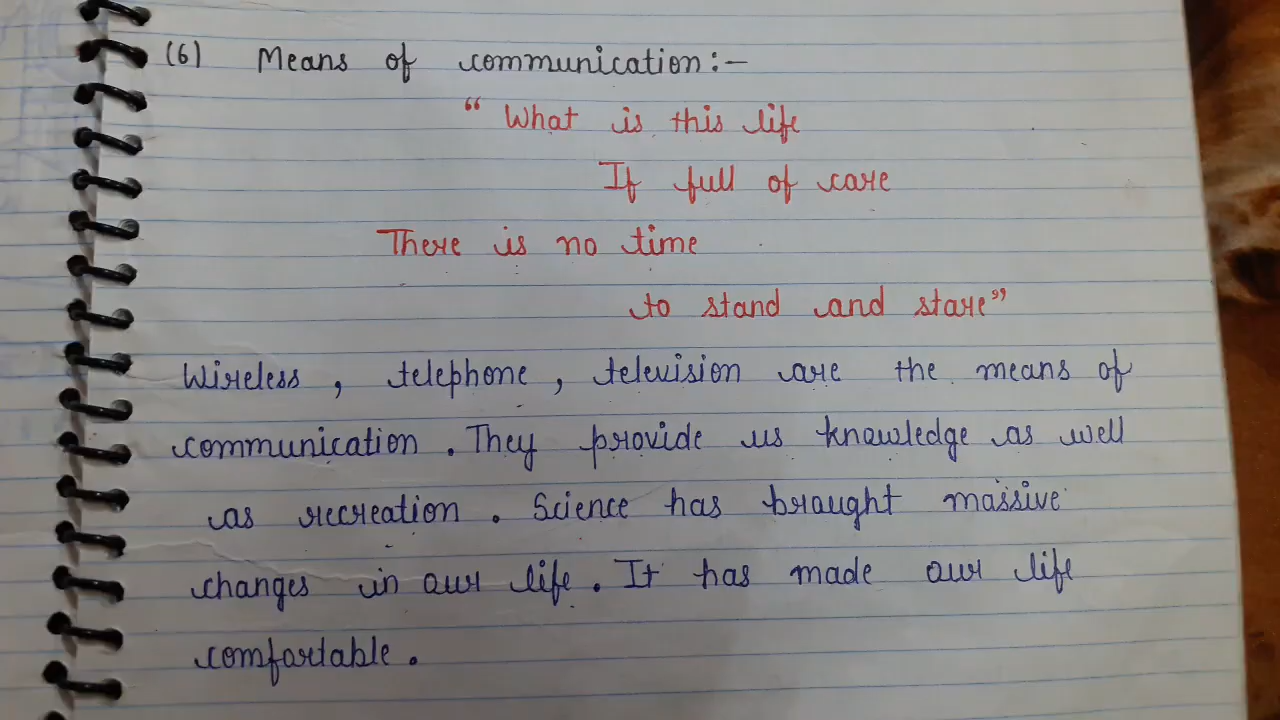 (6) Means of communication:-
“ What is this life
If full of care
There is no time
to stand and stare”
Wireless , telephone , television are the means of
communication . They provide us knowledge as well
as recreation . Science has braught massive
changes in our life . It has made our life
comfortable .